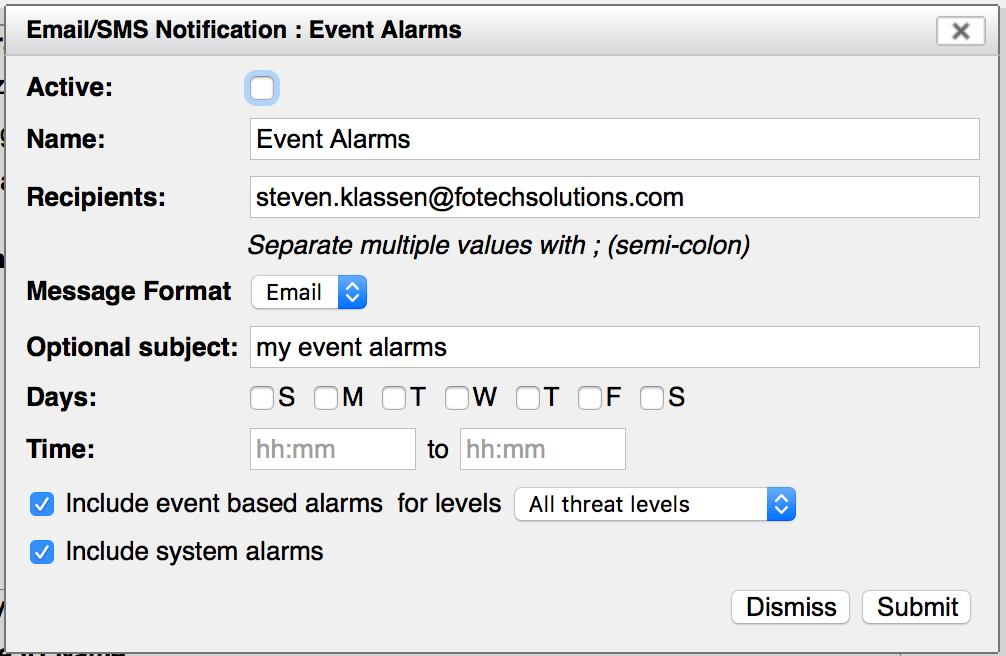 Email/SMS Notification : Event Alarms
Active:
Name: Event Alarms
Recipients: steven.klassen@fotechsolutions.com
Separate multiple values with ; (semi-colon)
Message Format Email
Optional subject: my event alarms
Days: S M T W T F S
Time: hh:mm to hh:mm
Include event based alarms for levels All threat levels
Include system alarms
Dismiss Submit